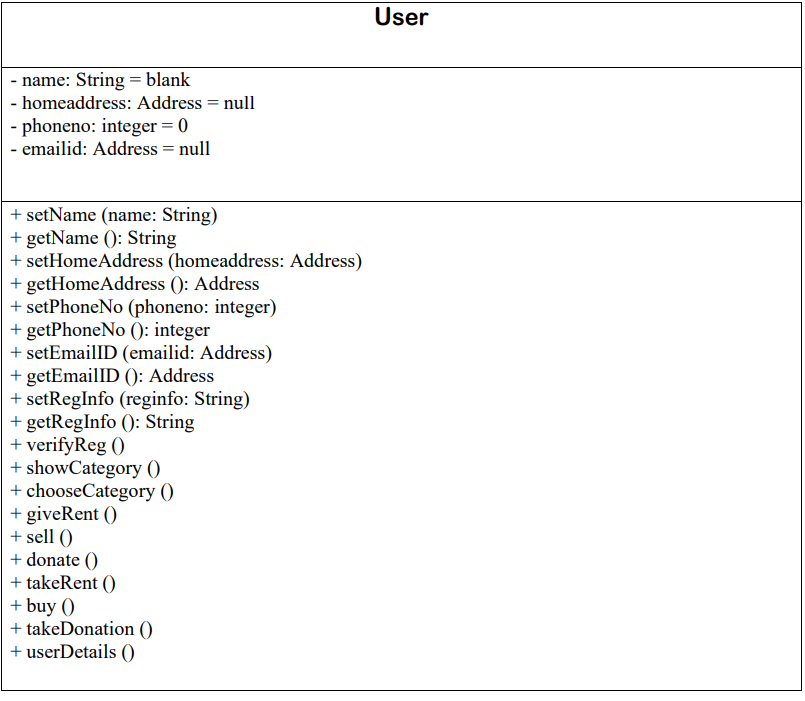 User
- name: String = blank
- homeaddress: Address = null
- phoneno: integer = 0
- emailid: Address = null
+ setName (name: String)
+ getName (): String
+ setHomeAddress (homeaddress: Address)
+ getHomeAddress (): Address
+ setPhoneNo (phoneno: integer)
+ getPhoneNo (): integer
+ setEmailID (emailid: Address)
+ getEmailID (): Address
+ setRegInfo (reginfo: String)
+ getRegInfo (): String
+ verifyReg ()
+ showCategory ()
+ chooseCategory ()
+ giveRent ()
+ sell ()
+ donate ()
+ takeRent ()
+ buy ()
+ takeDonation ()
+ userDetails ()